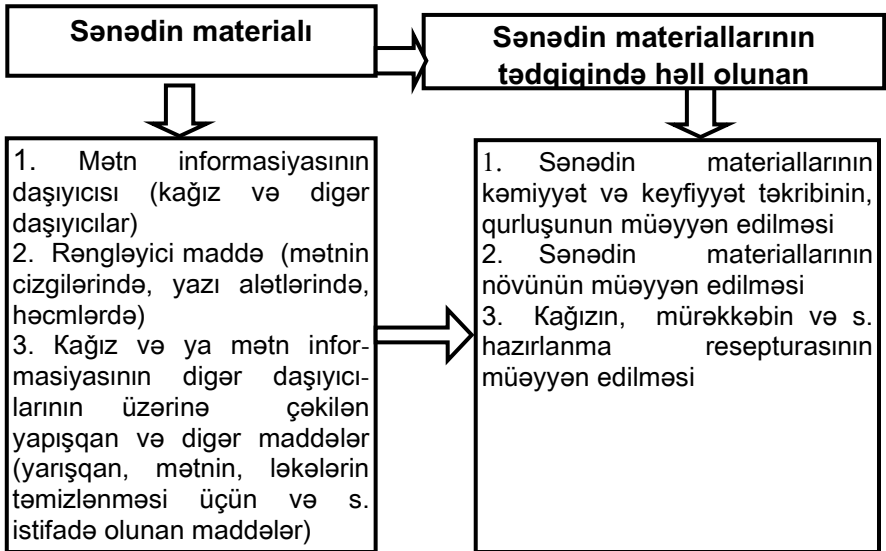 Sənədin materialı
Sənədin materiallarının
tədqiqində həll olunan
1. Mətn informasiyasının
daşıyıcısı (kağız və digər
daşıyıcılar)
2. Rəngləyici maddə (mətnin
cizgilərində, yazı alətlərində,
həcmlərdə)
3. Kağız və ya mətn infor-
masiyasının digər daşıyıcı-
larının üzərinə çəkilən
yapışqan və digər maddələr
(yarışqan, mətnin, ləkələrin
təmizlənməsi üçün və s.
istifadə olunan maddələr)
1. Sənədin materiallarının
kəmiyyət və keyfiyyət təkribinin,
qurluşunun müəyyən edilməsi
2. Sənədin materiallarının
növünün müəyyən edilməsi
3. Kağızın, mürəkkəbin və s.
hazırlanma resepturasının
müəyyən edilməsi